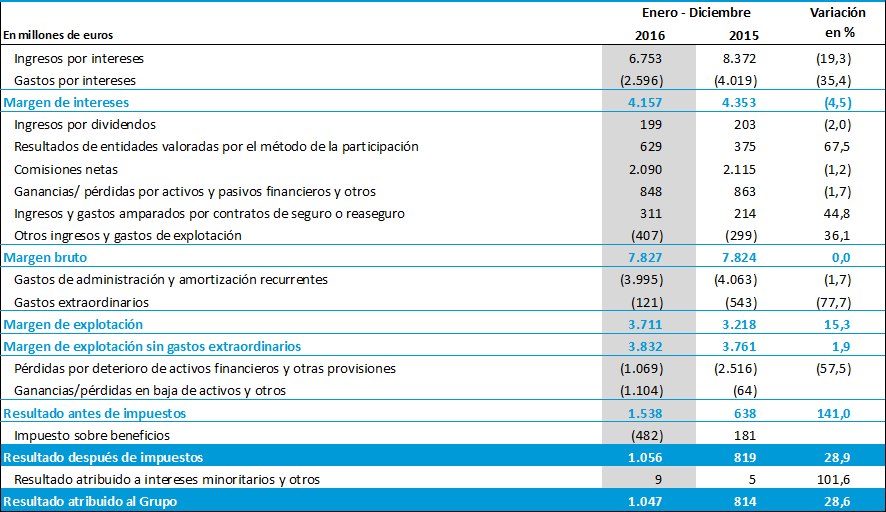 Enero - Diciembre Variación
En millones de euros 2016 2015 en %
Ingresos por intereses 6.753 8.372 (19,3)
Gastos por intereses (2.596) (4.019) (35,4)
Margen de intereses 4.157 4.353 (4,5)
Ingresos por dividendos 199 203 (2,0)
Resultados de entidades valoradas por el método de la participación 629 375 67,5
Comisiones netas 2.090 2.115 (1,2)
Ganancias/ pérdidas por activos y pasivos financieros y otros 848 863 (1,7)
Ingresos y gastos amparados por contratos de seguro o reaseguro 311 214 44,8
Otros ingresos y gastos de explotación (407) (299) 36,1
Margen bruto 7.827 7.824 0,0
Gastos de administración y amortización recurrentes (3.995) (4.063) (1,7)
Gastos extraordinarios (121) (543) (77,7)
Margen de explotación 3.711 3.218 15,3
Margen de explotación sin gastos extraordinarios 3.832 3.761 1,9
Pérdidas por deterioro de activos financieros y otras provisiones (1.069) (2.516) (57,5)
Ganancias/pérdidas en baja de activos y otros (1.104) (64)
Resultado antes de impuestos 1.538 638 141,0
Impuesto sobre beneficios (482) 181
Resultado después de impuestos 1.056 819 28,9
Resultado atribuido a intereses minoritarios y otros 9 5 101,6
Resultado atribuido al Grupo 1.047 814 28,6